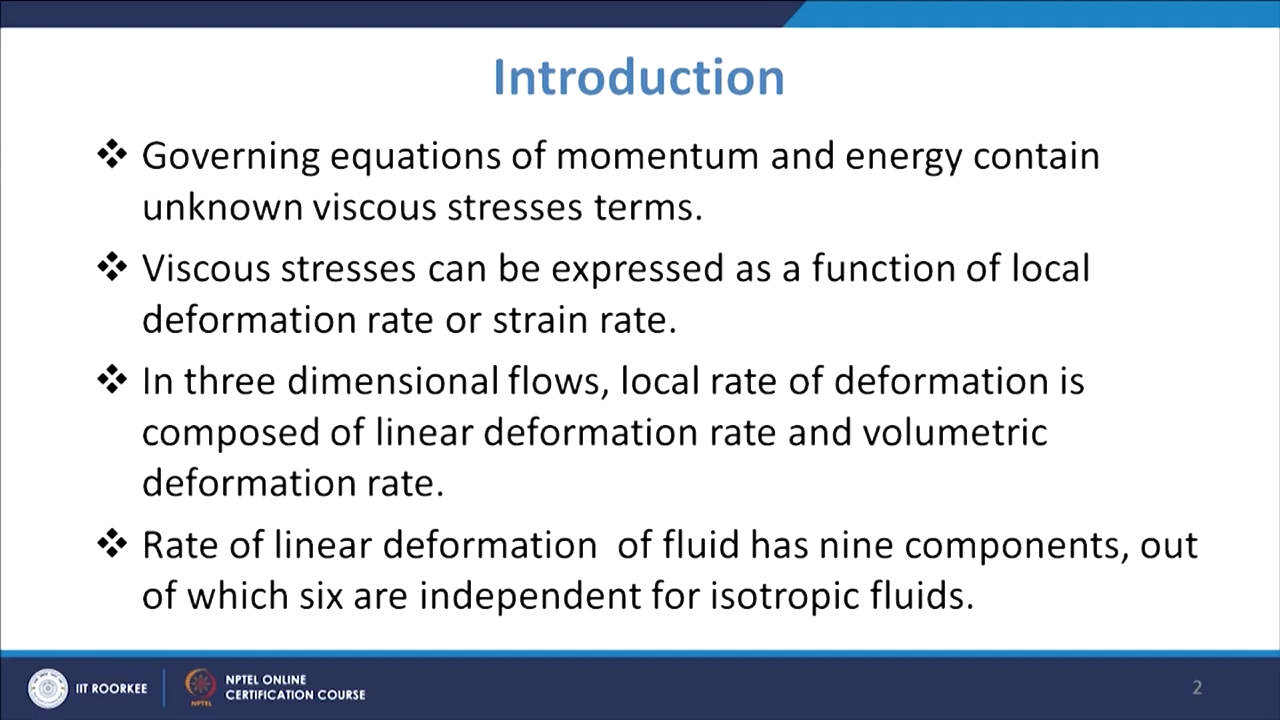 Introduction
❖ Governing equations of momentum and energy contain
unknown viscous stresses terms.
❖ Viscous stresses can be expressed as a function of local
deformation rate or strain rate.
❖ In three dimensional flows, local rate of deformation is
composed of linear deformation rate and volumetric
deformation rate.
❖ Rate of linear deformation  of fluid has nine components, out
of which six are independent for isotropic fluids.
IIT ROORKEE
NPTEL
NPTEL ONLINE
CERTIFICATION COURSE
2